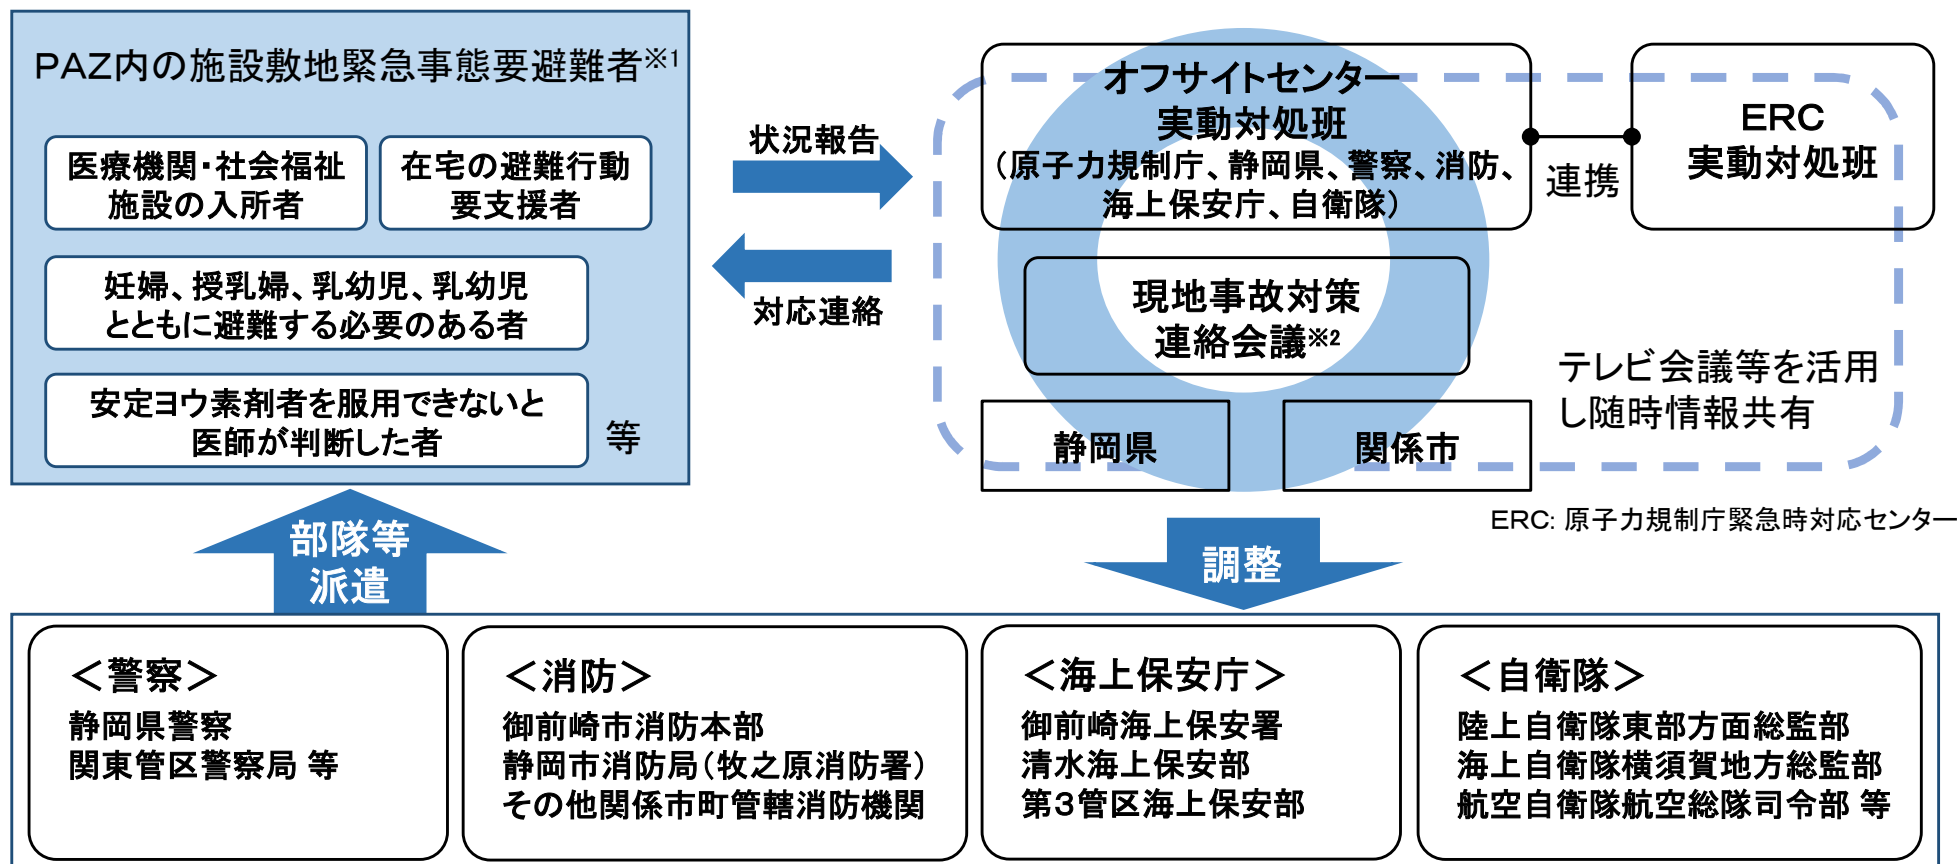 PAZ内の施設敷地緊急事態要避難者※1
医療機関・社会福祉
施設の入所者
在宅の避難行動
要支援者
妊婦、授乳婦、乳幼児、乳幼児
とともに避難する必要のある者
安定ヨウ素剤者を服用できないと
医師が判断した者
等
状況報告
対応連絡
オフサイトセンター
実動対処班
（原子力規制庁、静岡県、警察、消防、
海上保安庁、自衛隊）
連携
ERC
実動対処班
現地事故対策
連絡会議※2
テレビ会議等を活用
し随時情報共有
静岡県
関係市
ERC: 原子力規制庁緊急時対応センター
部隊等
派遣
調整
＜警察＞
静岡県警察
関東管区警察局 等
＜消防＞
御前崎市消防本部
静岡市消防局（牧之原消防署）
その他関係市町管轄消防機関
＜海上保安庁＞
御前崎海上保安署
清水海上保安部
第３管区海上保安部
＜自衛隊＞
陸上自衛隊東部方面総監部
海上自衛隊横須賀地方総監部
航空自衛隊航空総隊司令部 等